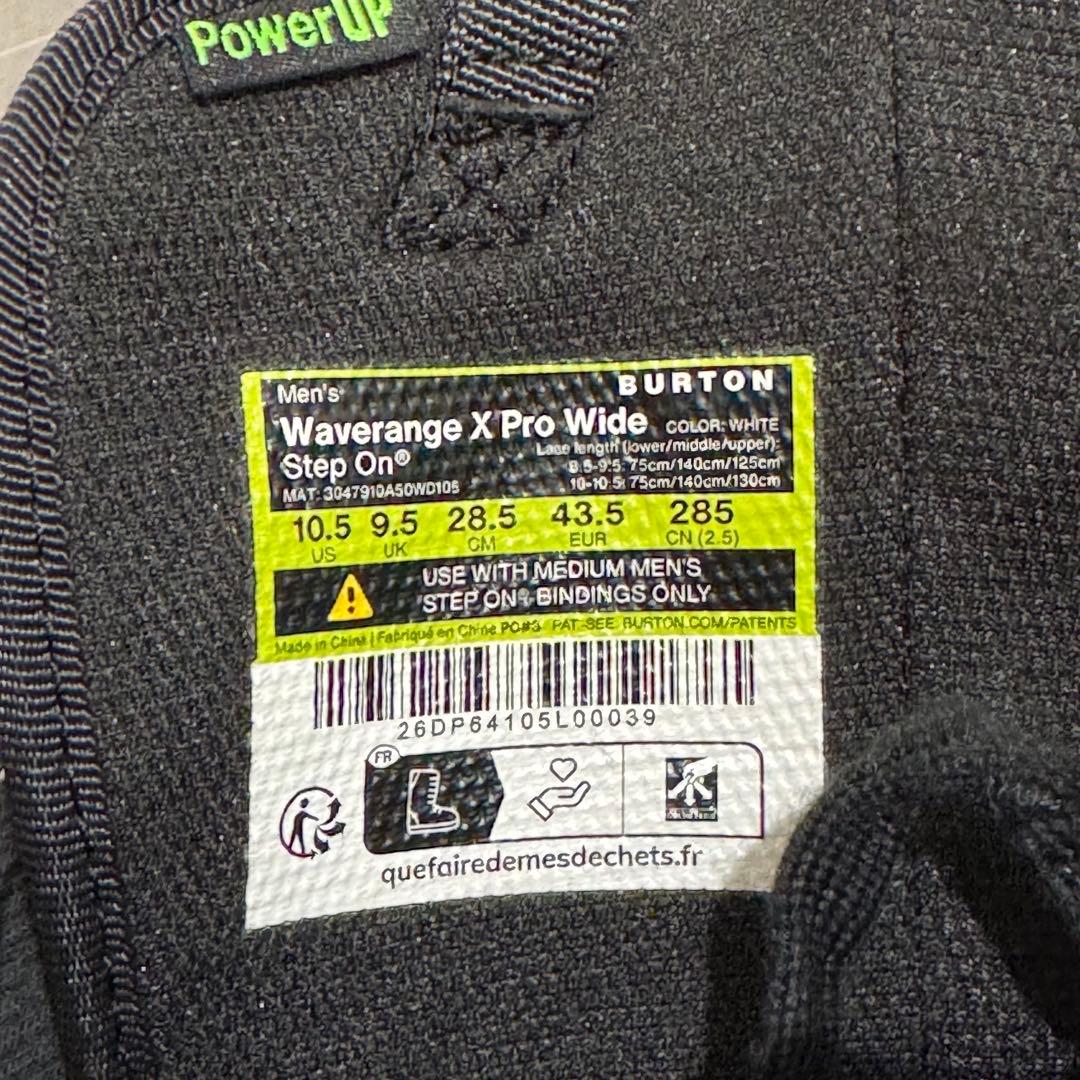 PowerUP
Men's
BURTON
Waverange X Pro Wide
COLOR: WHITE
Step On®
Lace length (lower/middle/upper):
8.5-9.5: 75cm/140cm/125cm
10-10.5: 75cm/140cm/130cm
MAT: 3047910A50WD105
10.5 9.5 28.5 43.5 285
US UK CM EUR CN (2.5)
USE WITH MEDIUM MEN'S
STEP ON® BINDINGS ONLY
Made in China | Fabriqué en Chine PO#3 PAT SEE BURTON.COM/PATENTS
26DP64105L00039
FR
quefairedemesdechets.fr